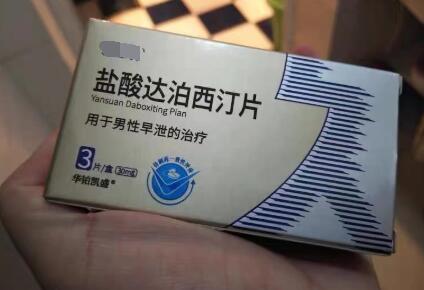 盐酸达泊西汀片
Yansuan Daboxiting Pian
用于男性早泄的治疗
3片/盒 30mg
华铂凯盛®